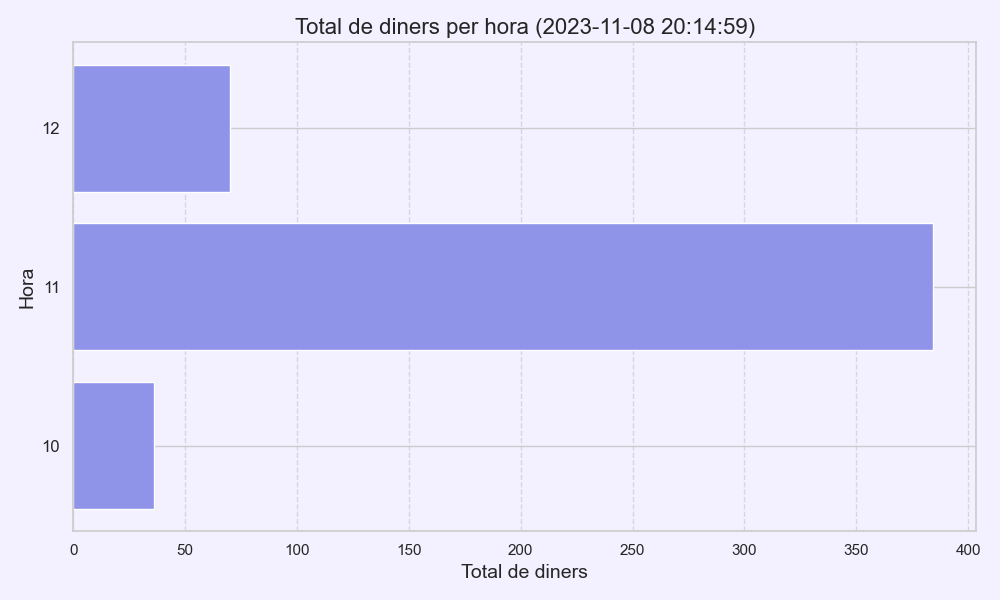 Total de diners per hora (2023-11-08 20:14:59)
12
11
10
Hora
0 50 100 150 200 250 300 350 400
Total de diners